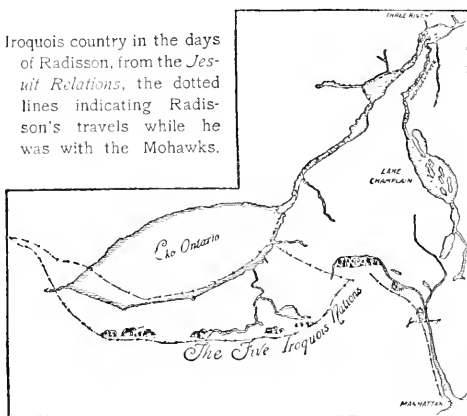 Iroquois country in the days
of Radisson, from the Jes-
uit Relations, the dotted
lines indicating Radis-
son's travels while he
was with the Mohawks.
THREE RIVERS
LAKE
CHAMPLAIN
Lko Ontario
The Five Iroquois Nations
MANHATTAN